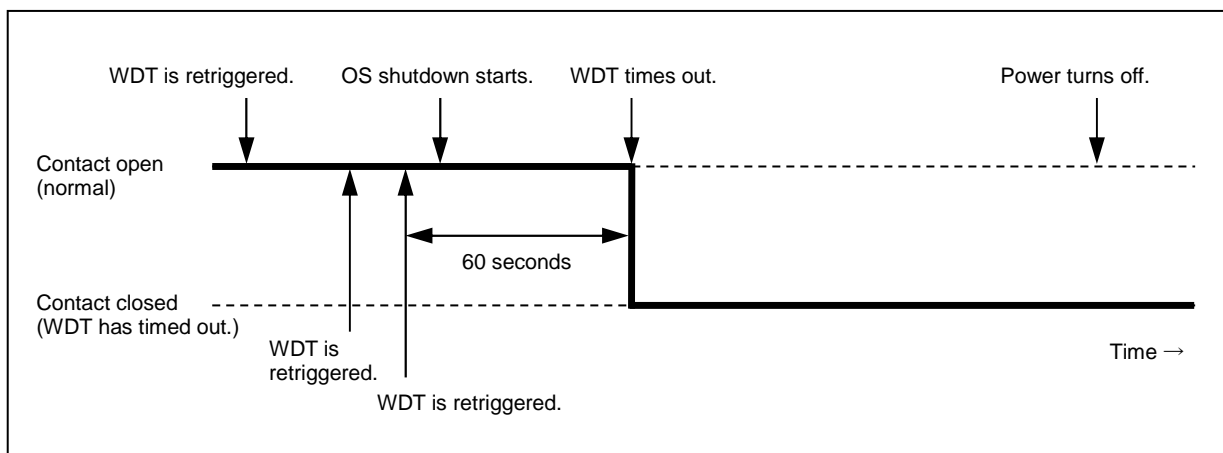 WDT is retriggered.
OS shutdown starts.
WDT times out.
Power turns off.
Contact open
(normal)
60 seconds
Contact closed
(WDT has timed out.)
WDT is
retriggered.
Time →
WDT is retriggered.